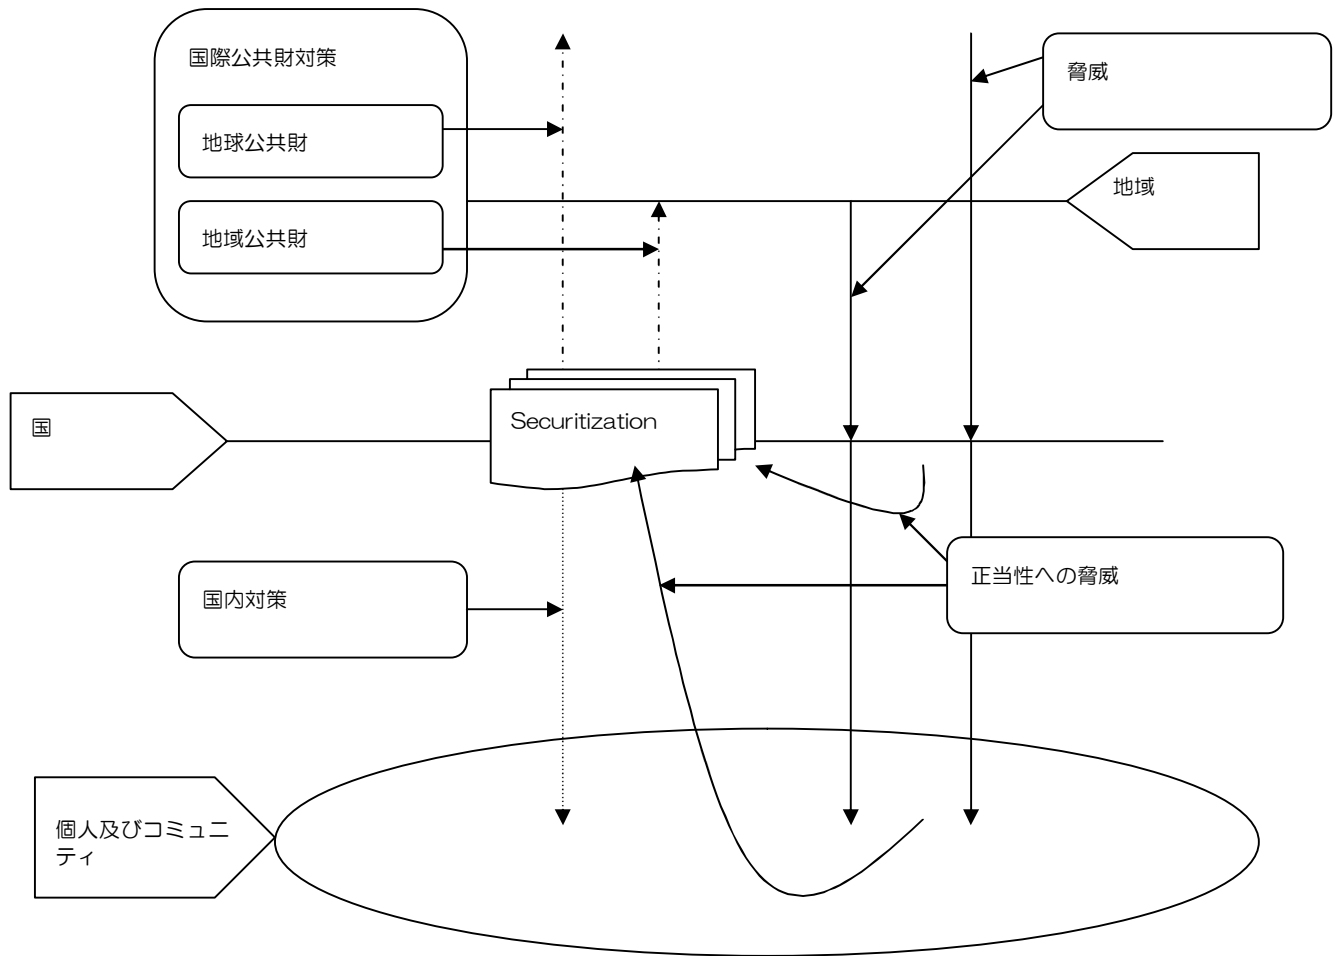 国際公共財対策
脅威
地球公共財
地域
地域公共財
Securitization
国
正当性への脅威
国内対策
個人及びコミュニ
ティ